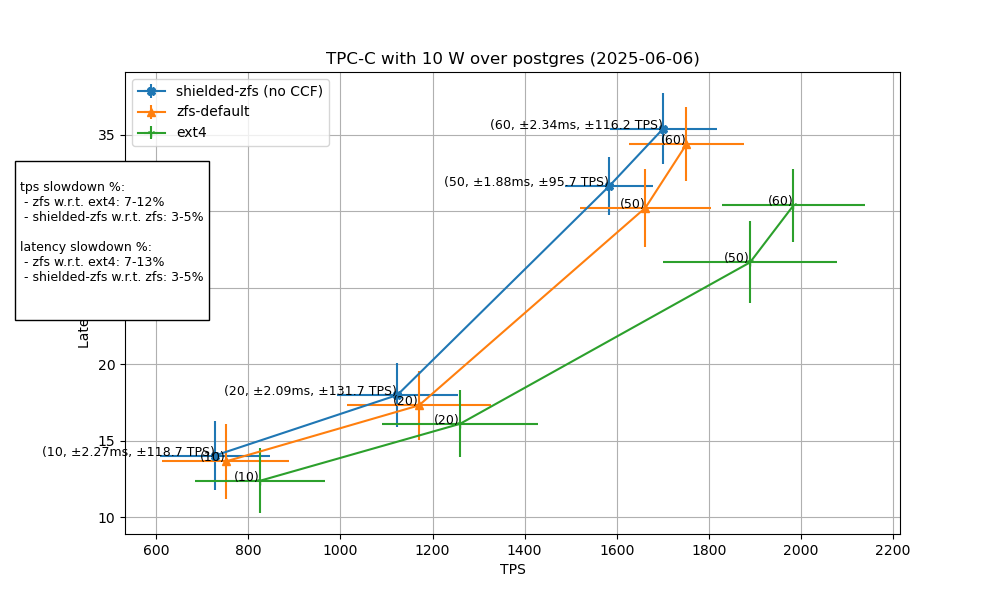 TPC-C with 10 W over postgres (2025-06-06)
shielded-zfs (no CCF)
zfs-default
ext4
35
20
15
10
Late
tps slowdown %:
- zfs w.r.t. ext4: 7-12%
- shielded-zfs w.r.t. zfs: 3-5%
latency slowdown %:
- zfs w.r.t. ext4: 7-13%
- shielded-zfs w.r.t. zfs: 3-5%
(60, ±2.34ms, ±116.2 TPS)
(60)
(50, ±1.88ms, ±95.7 TPS)
(50)
(60)
(50)
(20, ±2.09ms, ±131.7 TPS)
(20)
(20)
(10, ±2.27ms, ±118.7 TPS)
(10)
(10)
600 800 1000 1200 1400 1600 1800 2000 2200
TPS